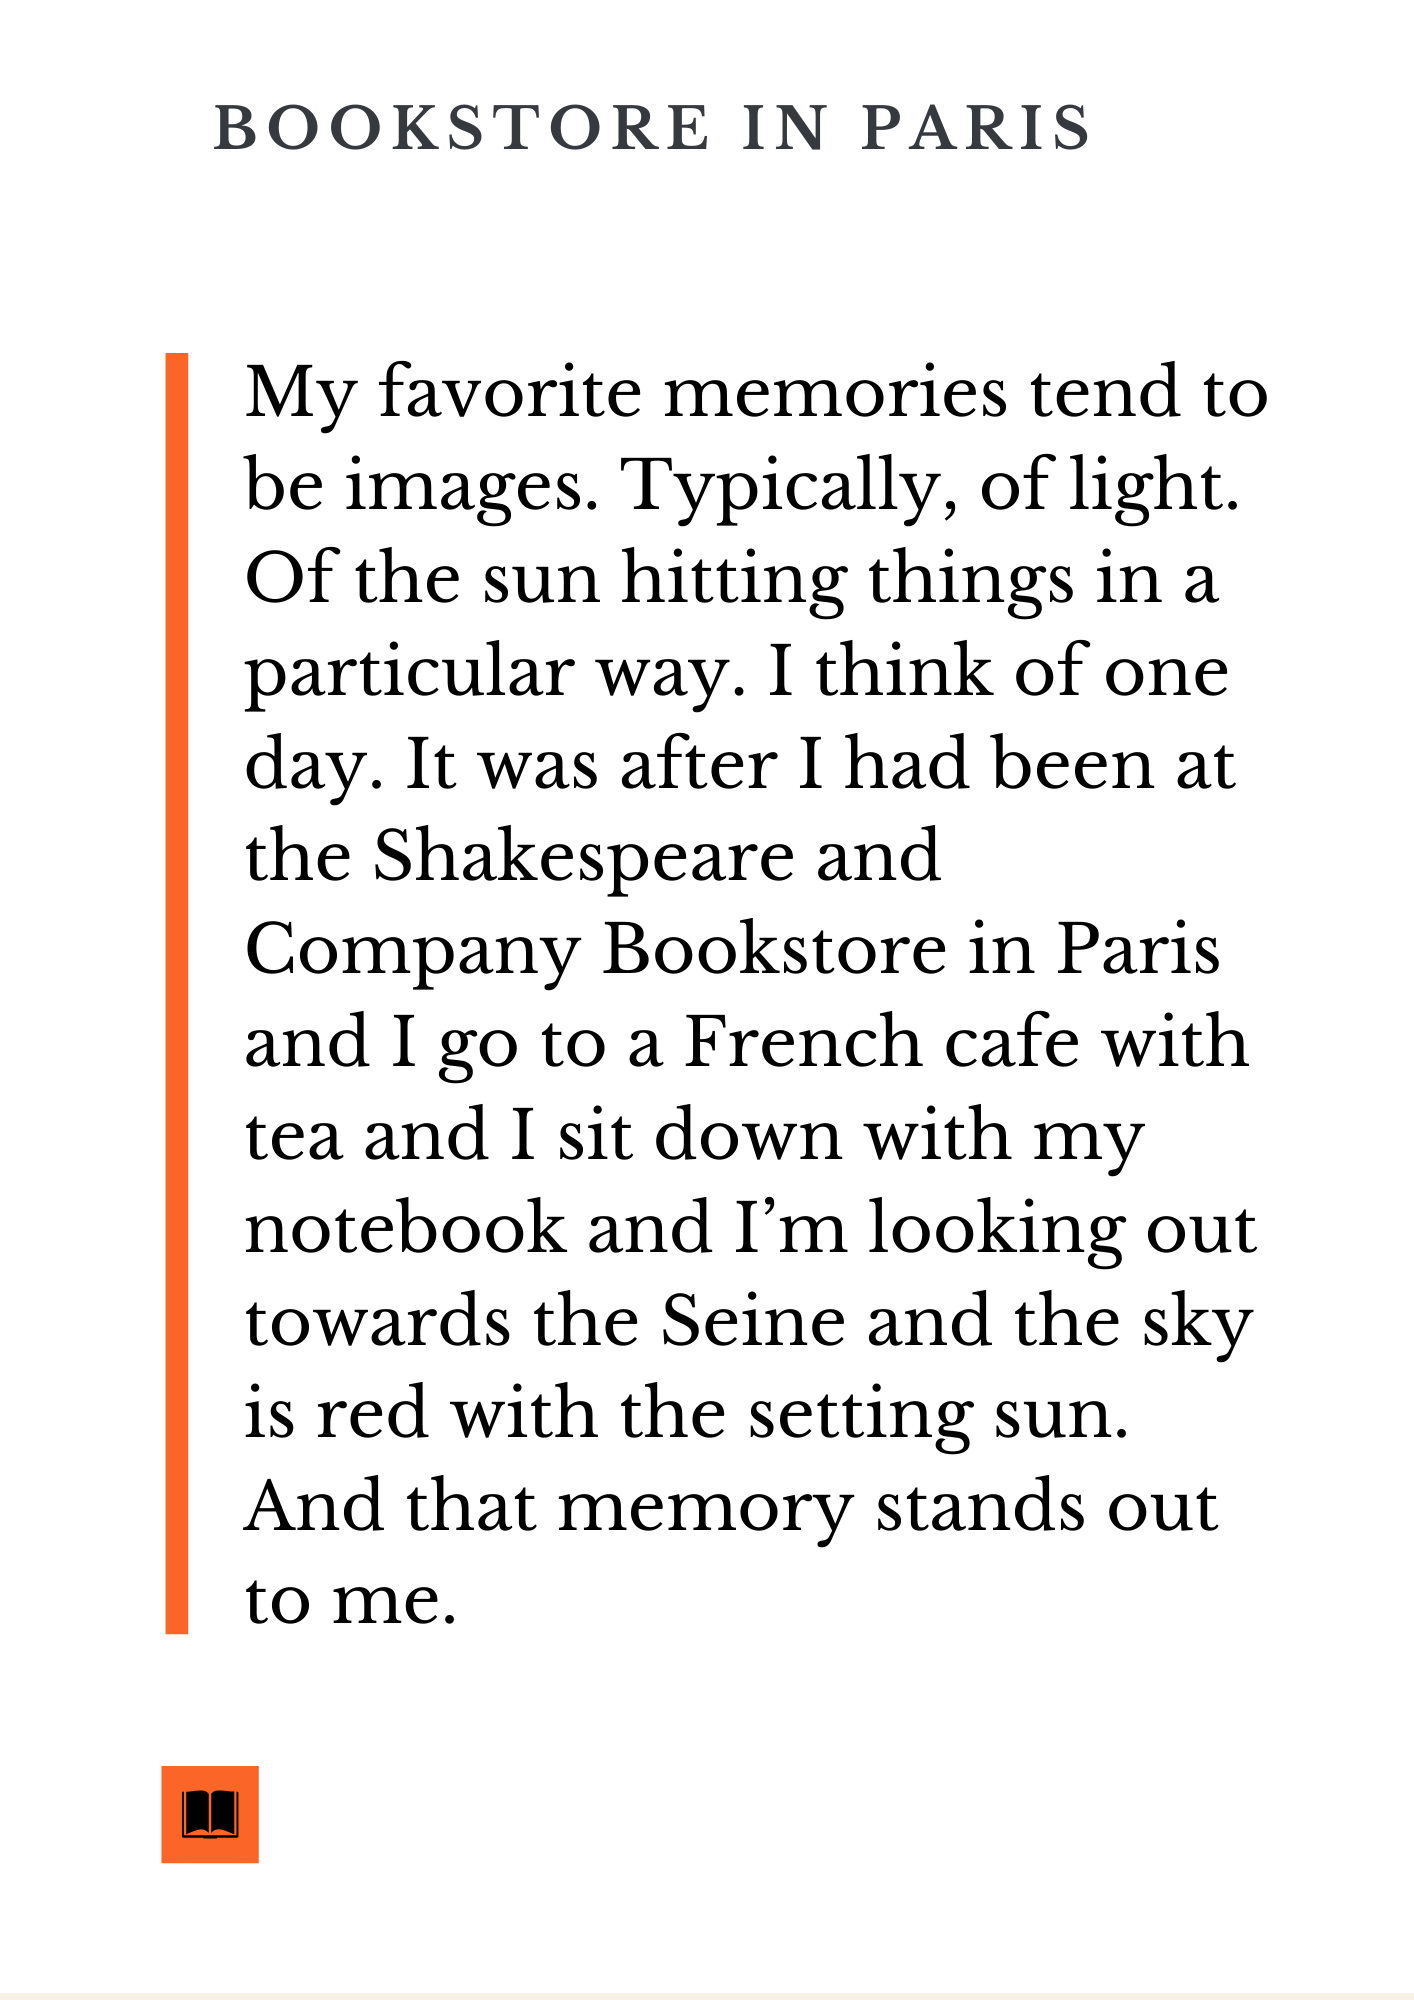 BOOKSTORE IN PARIS
My favorite memories tend to
be images. Typically, of light.
Of the sun hitting things in a
particular way. I think of one
day. It was after I had been at
the Shakespeare and
Company Bookstore in Paris
and I go to a French cafe with
tea and I sit down with my
notebook and I’m looking out
towards the Seine and the sky
is red with the setting sun.
And that memory stands out
to me.